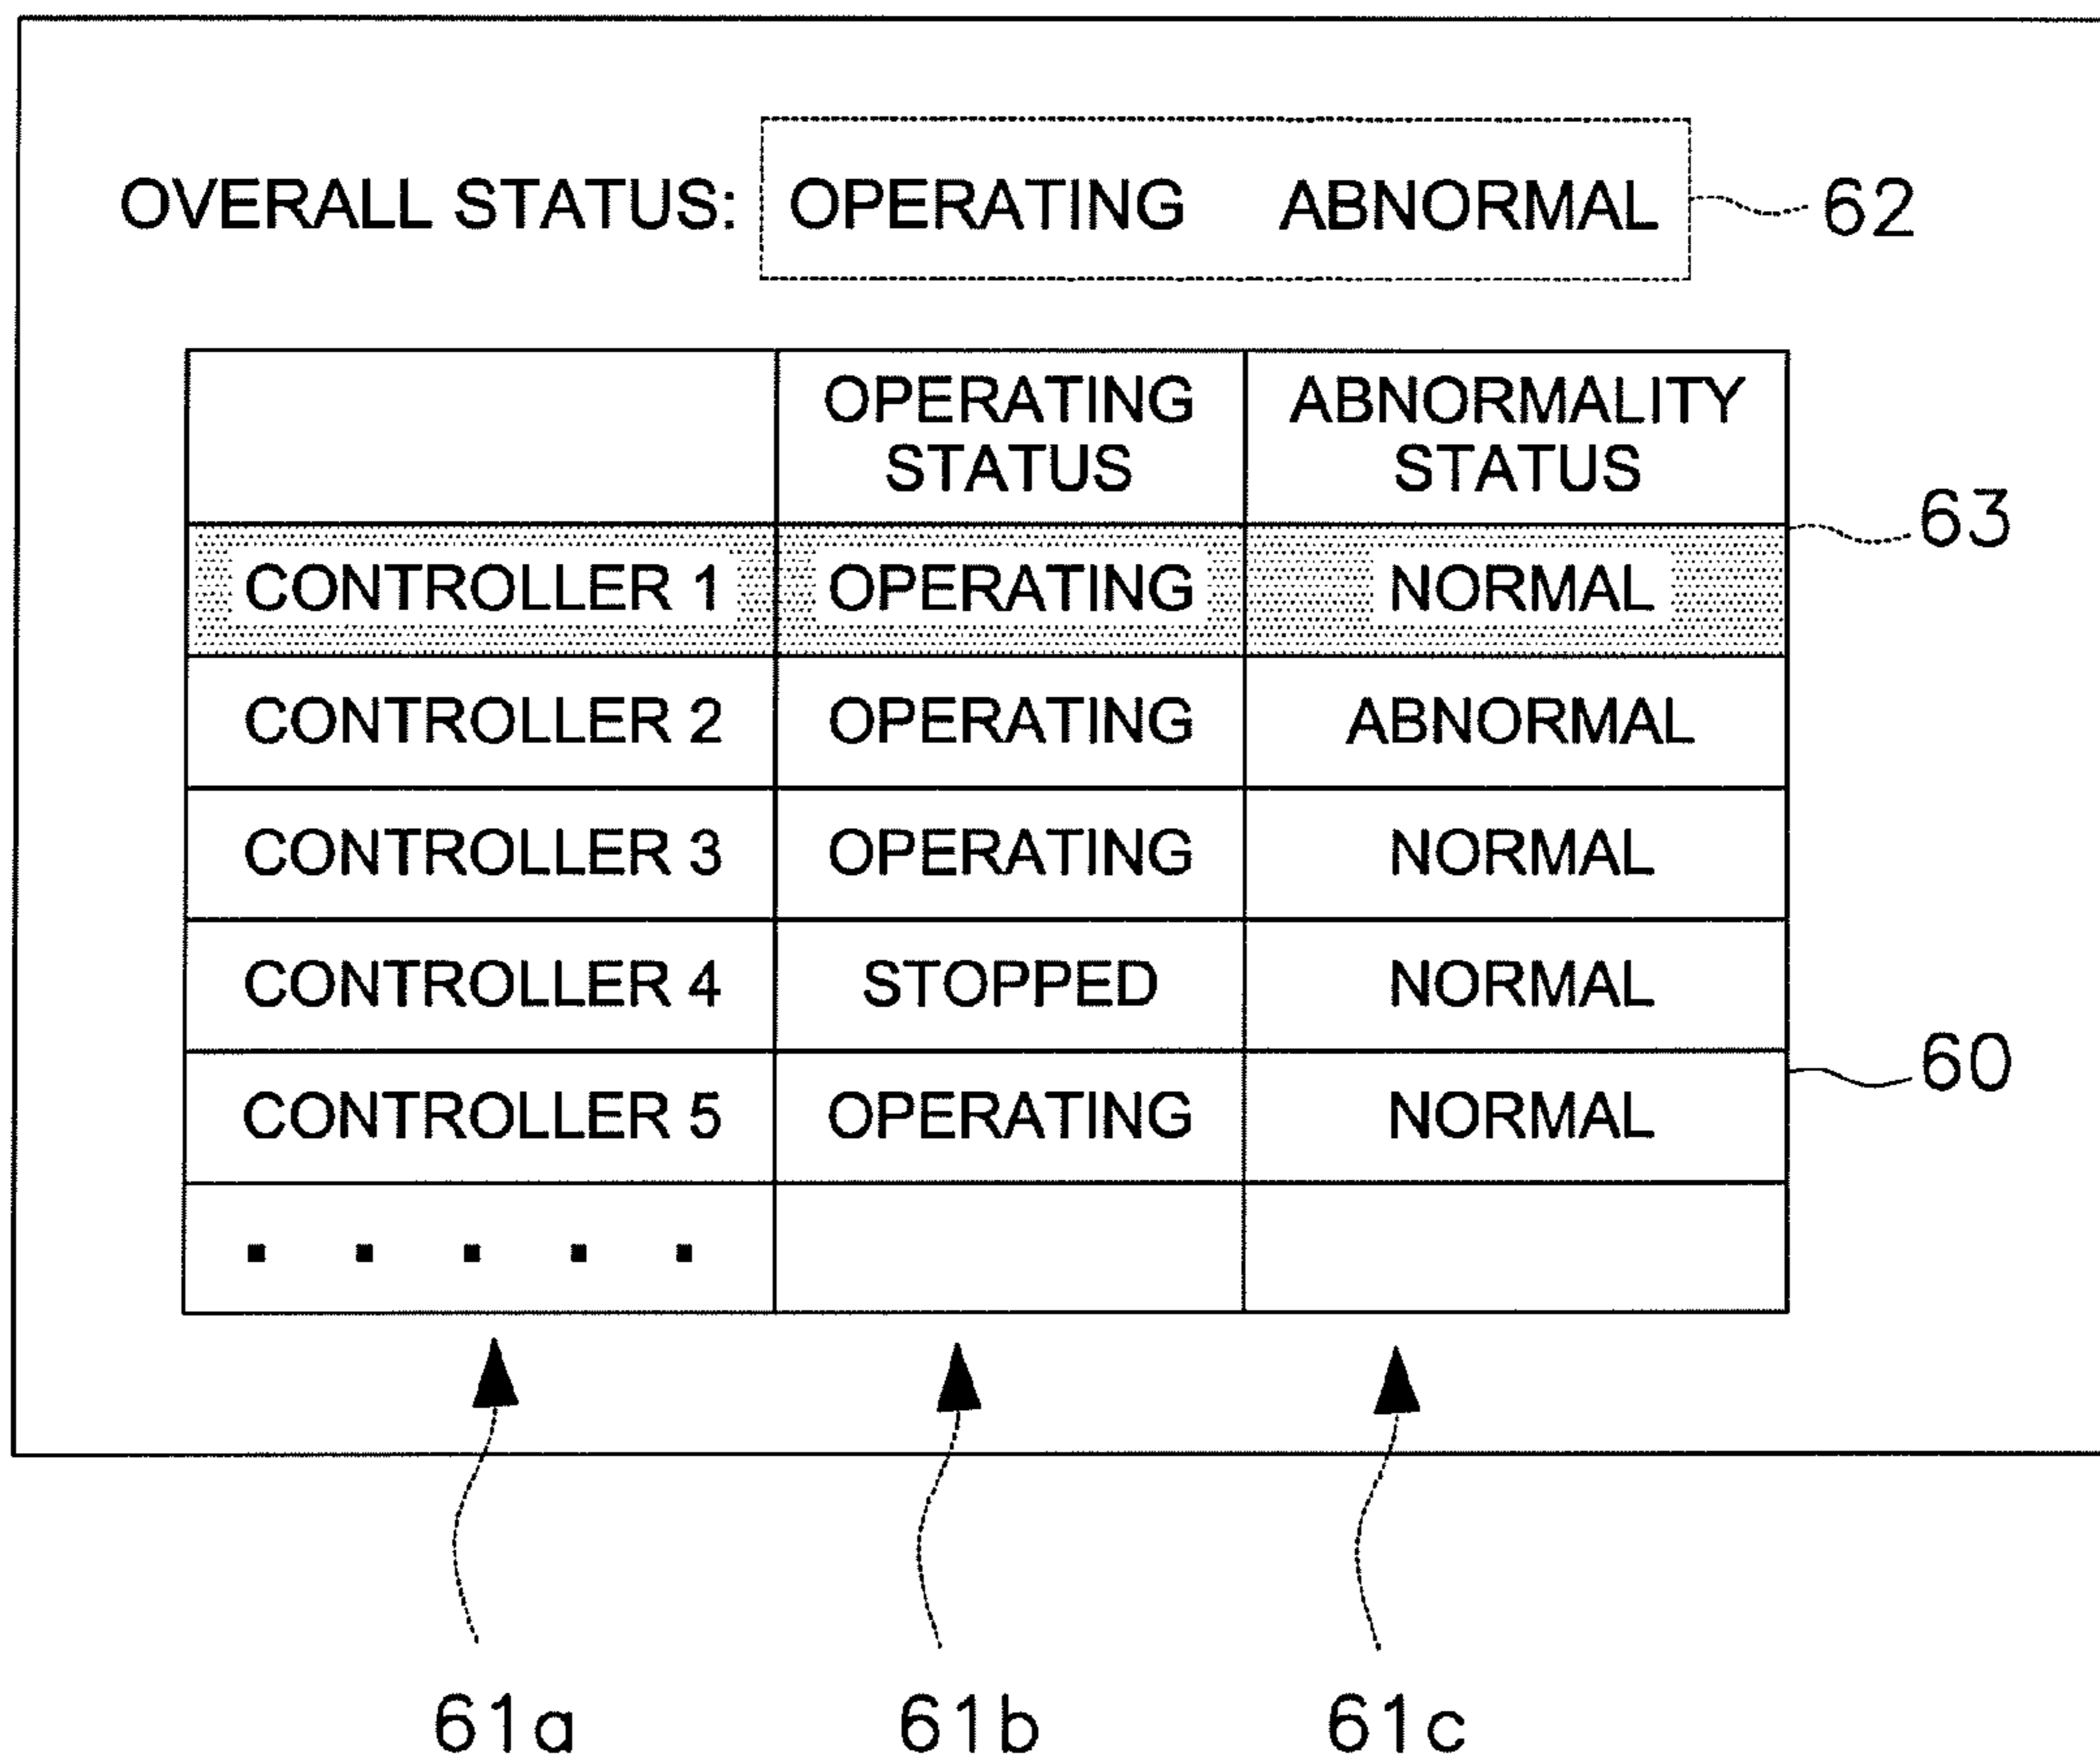 OVERALL STATUS: OPERATING ABNORMAL 62
OPERATING STATUS ABNORMALITY STATUS
63
CONTROLLER 1 OPERATING NORMAL
CONTROLLER 2 OPERATING ABNORMAL
CONTROLLER 3 OPERATING NORMAL
CONTROLLER 4 STOPPED NORMAL
60
CONTROLLER 5 OPERATING NORMAL
. . . . .
61a 61b 61c